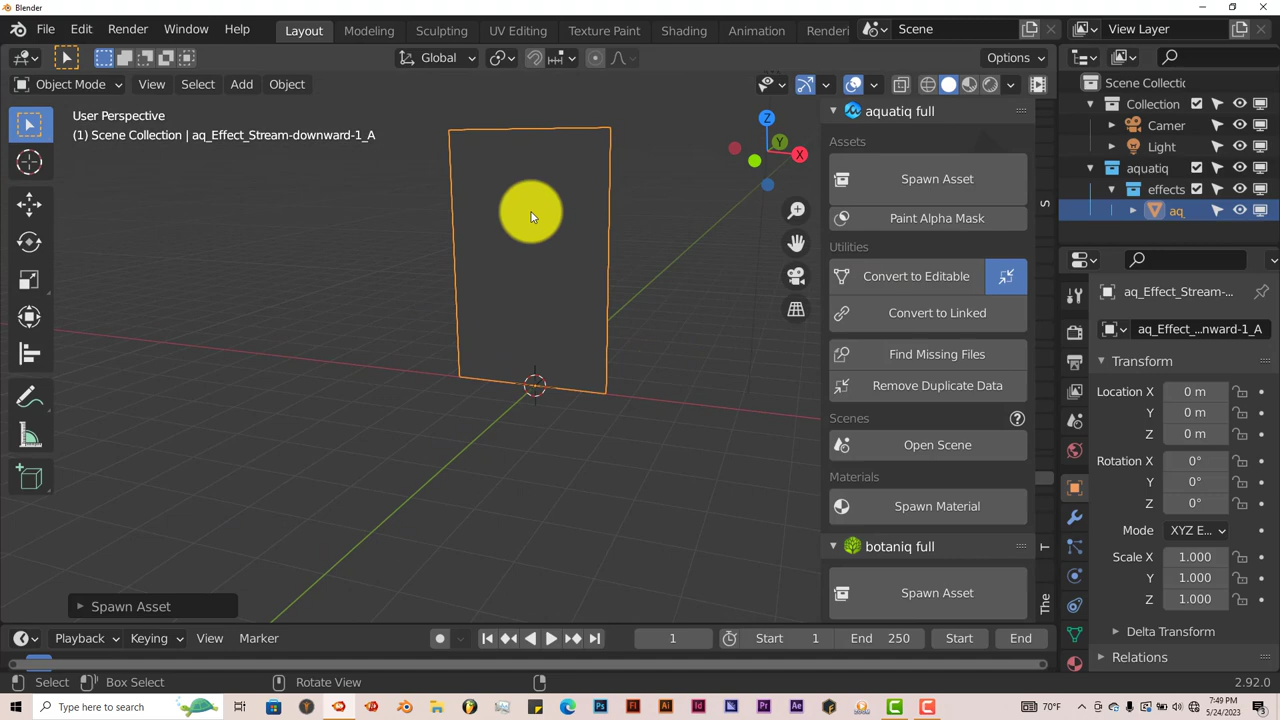 Blender
File Edit Render Window Help Layout Modeling Sculpting UV Editing Texture Paint Shading Animation Renderi Scene View Layer
Global Options
Object Mode View Select Add Object
User Perspective
(1) Scene Collection | aq_Effect_Stream-downward-1_A
Z
Y
X
aquatiq full
Assets
Spawn Asset
Paint Alpha Mask
Utilities
Convert to Editable
Convert to Linked
Find Missing Files
Remove Duplicate Data
Scenes
Open Scene
Materials
Spawn Material
botaniq full
Spawn Asset
S
T
The
Scene Collectic
Collection
Camer
Light
aquatiq
effects
aq_
aq_Effect_Stream-...
aq_Effect_...nward-1_A
Transform
Location X 0 m
Y 0 m
Z 0 m
Rotation X 0°
Y 0°
Z 0°
Mode XYZ E...
Scale X 1.000
Y 1.000
Z 1.000
Delta Transform
Relations
Spawn Asset
Playback Keying View Marker 1 Start 1 End 250 Start End
Select Box Select Rotate View 2.92.0
Type here to search 70°F 7:49 PM
5/24/2023